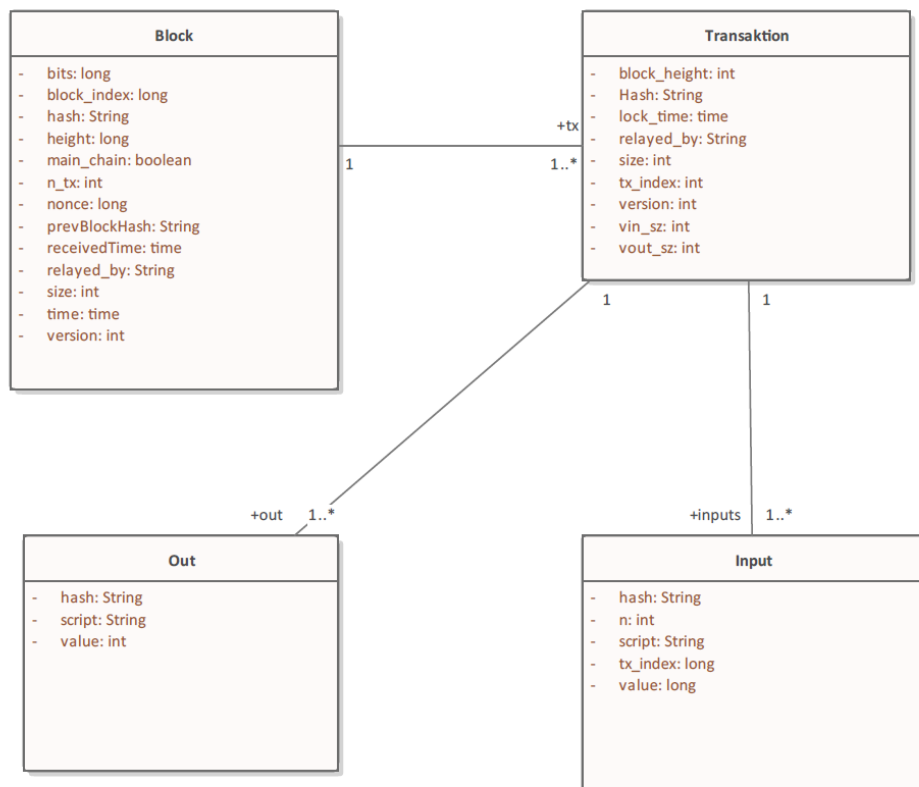 Block
- bits: long
- block_index: long
- hash: String
- height: long
- main_chain: boolean
- n_tx: int
- nonce: long
- prevBlockHash: String
- receivedTime: time
- relayed_by: String
- size: int
- time: time
- version: int
Transaktion
- block_height: int
- Hash: String
- lock_time: time
- relayed_by: String
- size: int
- tx_index: int
- version: int
- vin_sz: int
- vout_sz: int
+tx
1
1..*
1
1
+out 1..*
+inputs 1..*
Out
- hash: String
- script: String
- value: int
Input
- hash: String
- n: int
- script: String
- tx_index: long
- value: long